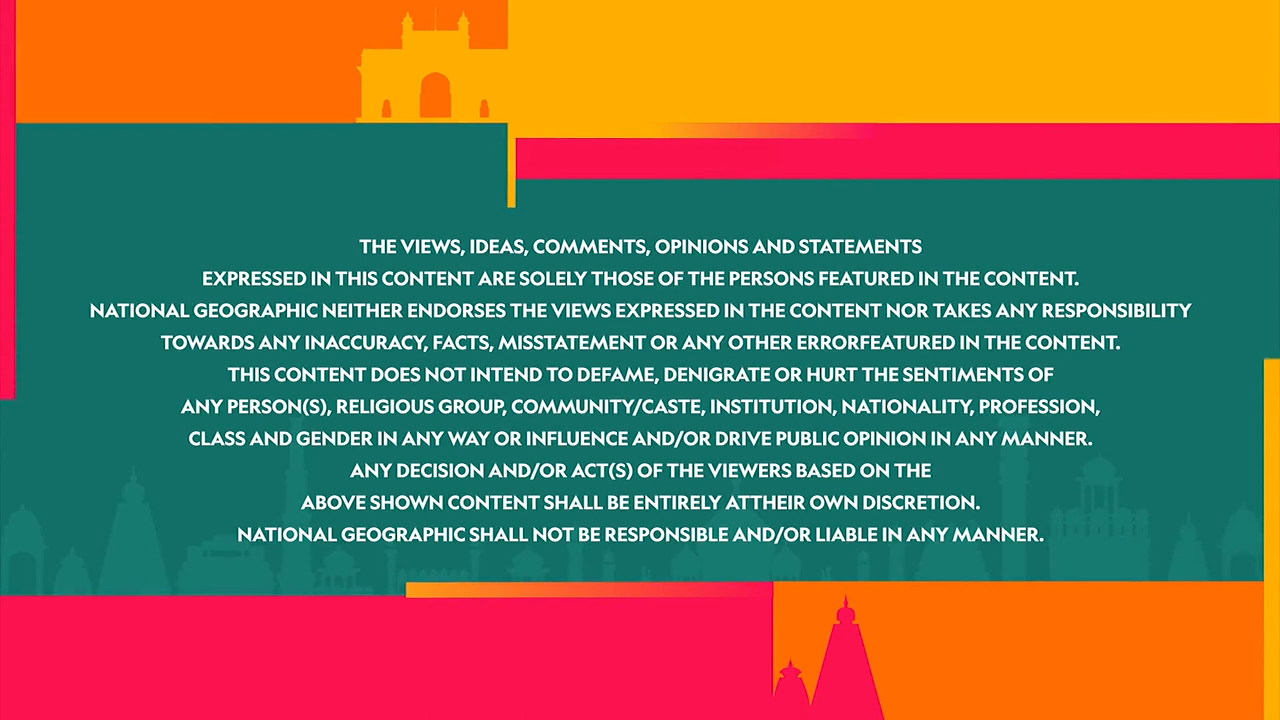 THE VIEWS, IDEAS, COMMENTS, OPINIONS AND STATEMENTS
EXPRESSED IN THIS CONTENT ARE SOLELY THOSE OF THE PERSONS FEATURED IN THE CONTENT.
NATIONAL GEOGRAPHIC NEITHER ENDORSES THE VIEWS EXPRESSED IN THE CONTENT NOR TAKES ANY RESPONSIBILITY
TOWARDS ANY INACCURACY, FACTS, MISSTATEMENT OR ANY OTHER ERRORFEATURED IN THE CONTENT.
THIS CONTENT DOES NOT INTEND TO DEFAME, DENIGRATE OR HURT THE SENTIMENTS OF
ANY PERSON(S), RELIGIOUS GROUP, COMMUNITY/CASTE, INSTITUTION, NATIONALITY, PROFESSION,
CLASS AND GENDER IN ANY WAY OR INFLUENCE AND/OR DRIVE PUBLIC OPINION IN ANY MANNER.
ANY DECISION AND/OR ACT(S) OF THE VIEWERS BASED ON THE
ABOVE SHOWN CONTENT SHALL BE ENTIRELY ATTHEIR OWN DISCRETION.
NATIONAL GEOGRAPHIC SHALL NOT BE RESPONSIBLE AND/OR LIABLE IN ANY MANNER.